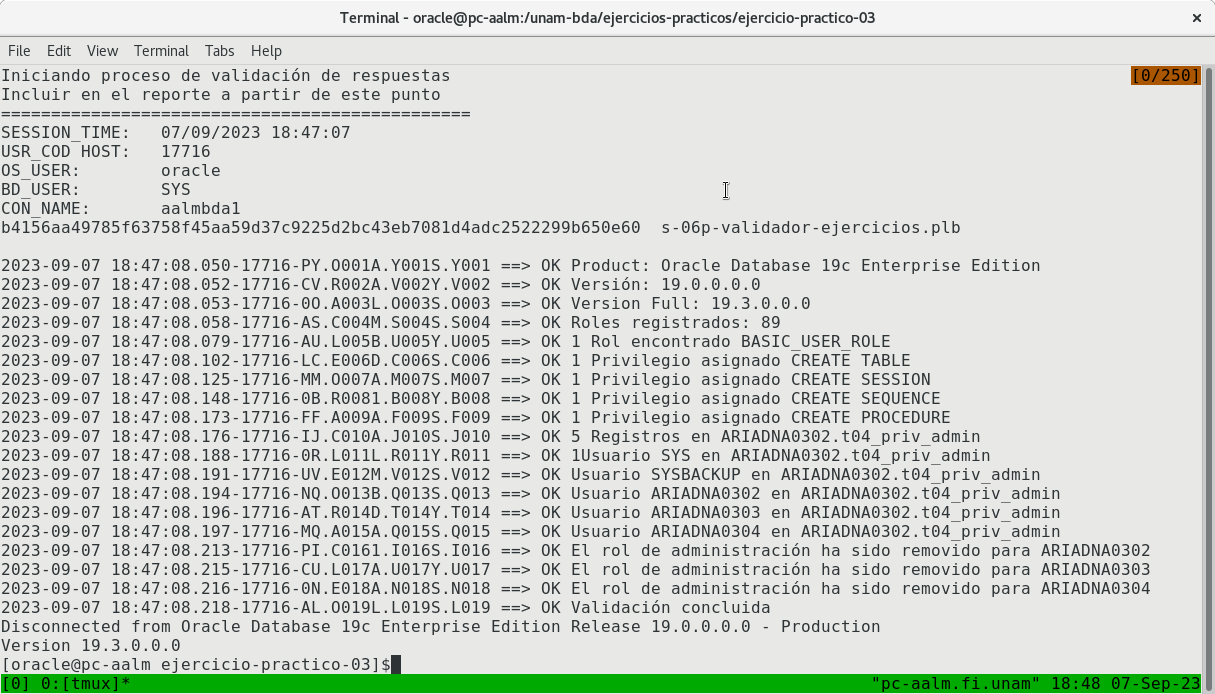 Terminal - oracle@pc-aalm:/unam-bda/ejercicios-practicos/ejercicio-practico-03
File Edit View Terminal Tabs Help
Iniciando proceso de validación de respuestas [0/250]
Incluir en el reporte a partir de este punto
===============================================
SESSION_TIME: 07/09/2023 18:47:07
USR_COD HOST: 17716
OS_USER: oracle
BD_USER: SYS
CON_NAME: aalmbda1
b4156aa49785f63758f45aa59d37c9225d2bc43eb7081d4adc2522299b650e60 s-06p-validador-ejercicios.plb
2023-09-07 18:47:08.050-17716-PY.O001A.Y001S.Y001 ==> OK Product: Oracle Database 19c Enterprise Edition
2023-09-07 18:47:08.052-17716-CV.R002A.V002Y.V002 ==> OK Versión: 19.0.0.0.0
2023-09-07 18:47:08.053-17716-0O.A003L.O003S.O003 ==> OK Version Full: 19.3.0.0.0
2023-09-07 18:47:08.058-17716-AS.C004M.S004S.S004 ==> OK Roles registrados: 89
2023-09-07 18:47:08.079-17716-AU.L005B.U005Y.U005 ==> OK 1 Rol encontrado BASIC_USER_ROLE
2023-09-07 18:47:08.102-17716-LC.E006D.C006S.C006 ==> OK 1 Privilegio asignado CREATE TABLE
2023-09-07 18:47:08.125-17716-MM.O007A.M007S.M007 ==> OK 1 Privilegio asignado CREATE SESSION
2023-09-07 18:47:08.148-17716-0B.R0081.B008Y.B008 ==> OK 1 Privilegio asignado CREATE SEQUENCE
2023-09-07 18:47:08.173-17716-FF.A009A.F009S.F009 ==> OK 1 Privilegio asignado CREATE PROCEDURE
2023-09-07 18:47:08.176-17716-IJ.C010A.J010S.J010 ==> OK 5 Registros en ARIADNA0302.t04_priv_admin
2023-09-07 18:47:08.188-17716-0R.L011L.R011Y.R011 ==> OK 1Usuario SYS en ARIADNA0302.t04_priv_admin
2023-09-07 18:47:08.191-17716-UV.E012M.V012S.V012 ==> OK Usuario SYSBACKUP en ARIADNA0302.t04_priv_admin
2023-09-07 18:47:08.194-17716-NQ.O013B.Q013S.Q013 ==> OK Usuario ARIADNA0302 en ARIADNA0302.t04_priv_admin
2023-09-07 18:47:08.196-17716-AT.R014D.T014Y.T014 ==> OK Usuario ARIADNA0303 en ARIADNA0302.t04_priv_admin
2023-09-07 18:47:08.197-17716-MQ.A015A.Q015S.Q015 ==> OK Usuario ARIADNA0304 en ARIADNA0302.t04_priv_admin
2023-09-07 18:47:08.213-17716-PI.C0161.I016S.I016 ==> OK El rol de administración ha sido removido para ARIADNA0302
2023-09-07 18:47:08.215-17716-CU.L017A.U017Y.U017 ==> OK El rol de administración ha sido removido para ARIADNA0303
2023-09-07 18:47:08.216-17716-0N.E018A.N018S.N018 ==> OK El rol de administración ha sido removido para ARIADNA0304
2023-09-07 18:47:08.218-17716-AL.O019L.L019S.L019 ==> OK Validación concluida
Disconnected from Oracle Database 19c Enterprise Edition Release 19.0.0.0.0 - Production
Version 19.3.0.0.0
[oracle@pc-aalm ejercicio-practico-03]$
[0] 0:[tmux]* "pc-aalm.fi.unam" 18:48 07-Sep-23